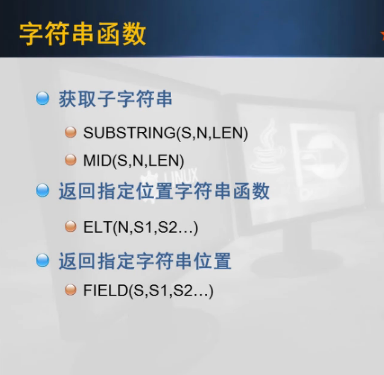 字符串函数
获取子字符串
SUBSTRING(S,N,LEN)
MID(S,N,LEN)
LINUX
返回指定位置字符串函数
ELT(N,S1,S2...)
返回指定字符串位置
FIELD(S,S1,S2...)